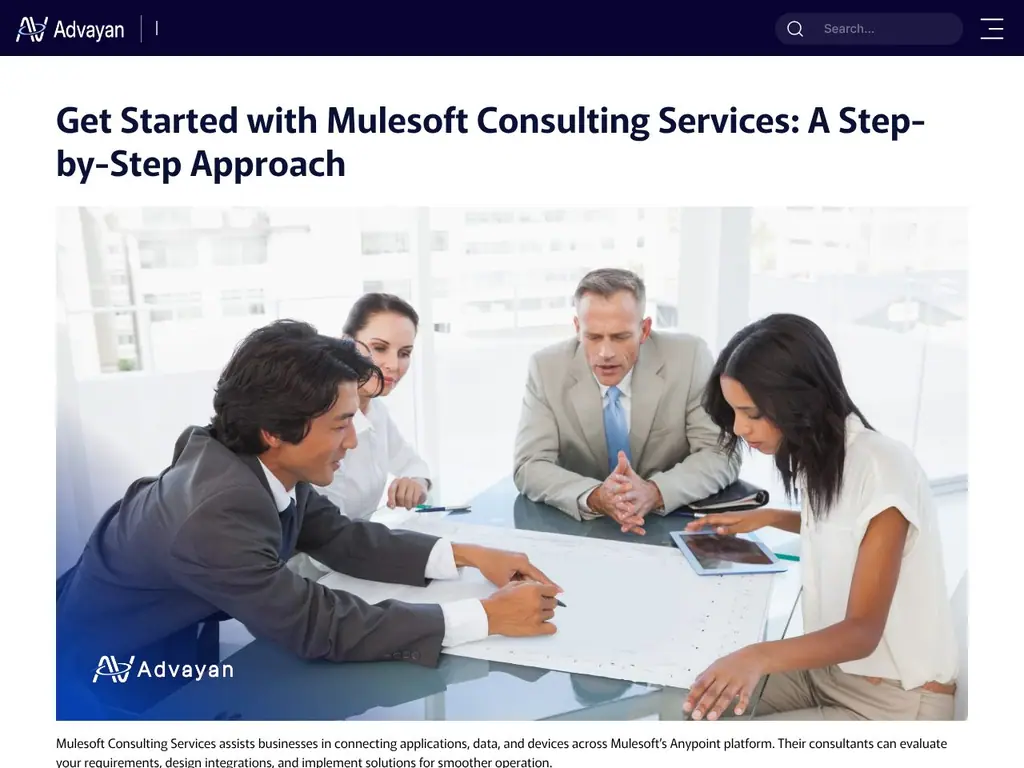 Advayan
Search...
Get Started with Mulesoft Consulting Services: A Step-
by-Step Approach
Advayan
Mulesoft Consulting Services assists businesses in connecting applications, data, and devices across Mulesoft's Anypoint platform. Their consultants can evaluate
your requirements, design integrations, and implement solutions for smoother operation.